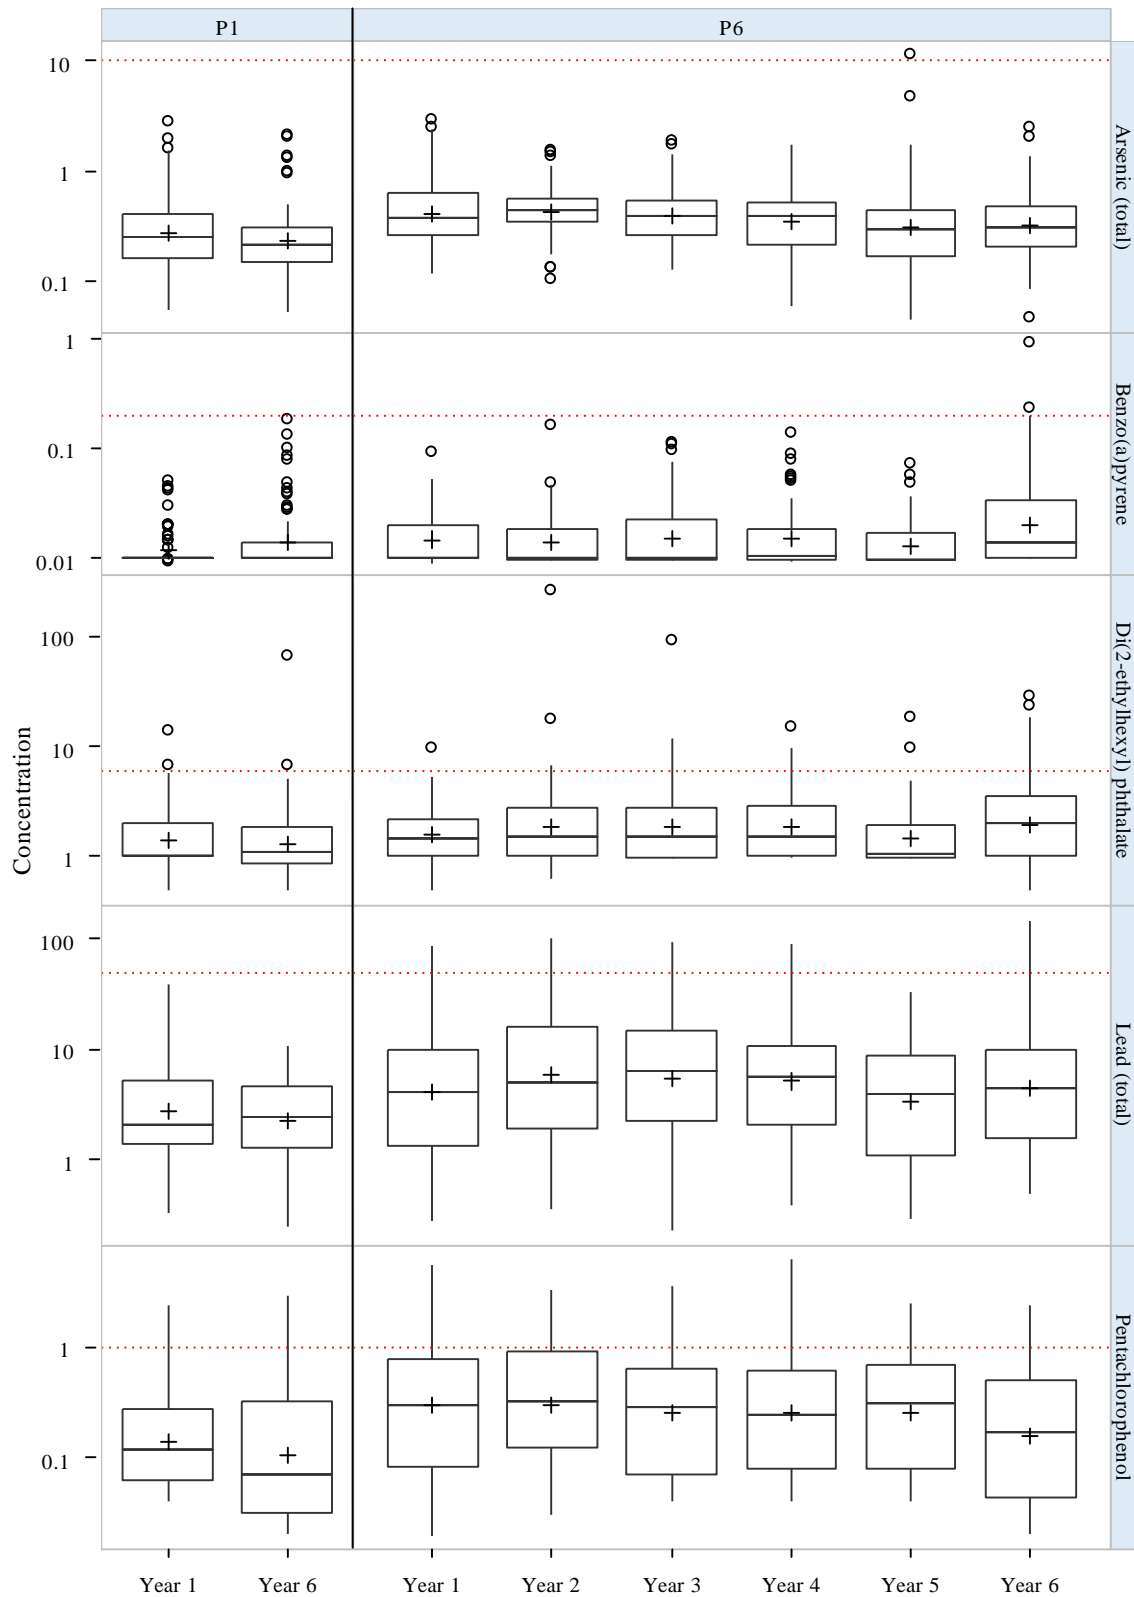 P1
P6
10
1
0.1
Arsenic (total)
1
0.1
0.01
Benzo(a)pyrene
100
10
1
Di(2-ethylhexyl) phthalate
Concentration
100
10
1
Lead (total)
1
0.1
Pentachlorophenol
Year 1
Year 6
Year 1
Year 2
Year 3
Year 4
Year 5
Year 6